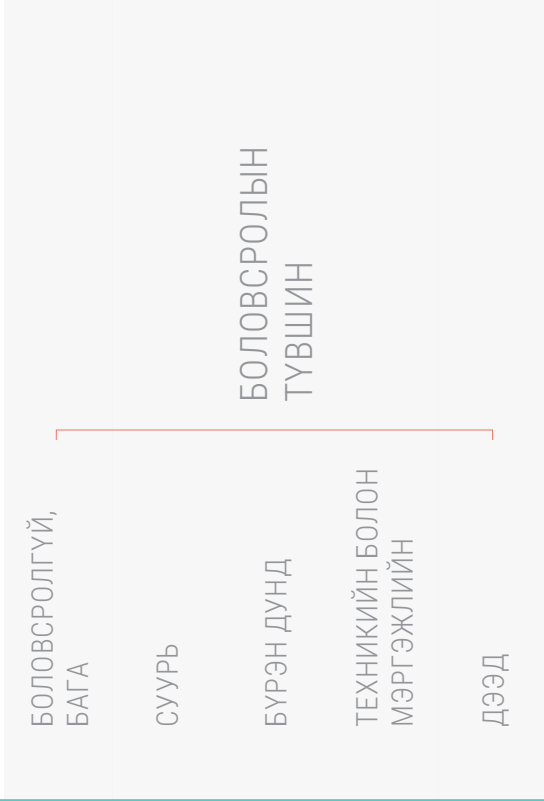 БОЛОВСРОЛЫН
ТҮВШИН
БОЛОВСРОЛГҮЙ,
БАГА
СУУРЬ
БҮРЭН ДУНД
ТЕХНИКИЙН БОЛОН
МЭРГЭЖЛИЙН
ДЭЭД